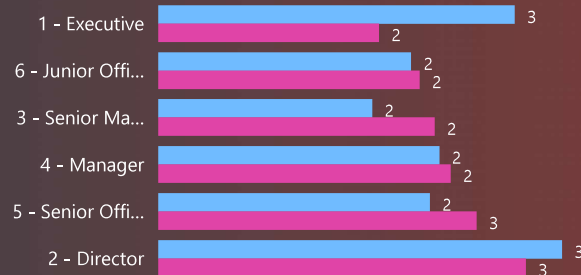 1 - Executive 3
2
6 - Junior Offi... 2
2
3 - Senior Ma... 2
2
4 - Manager 2
2
5 - Senior Offi... 2
3
2 - Director 3
3